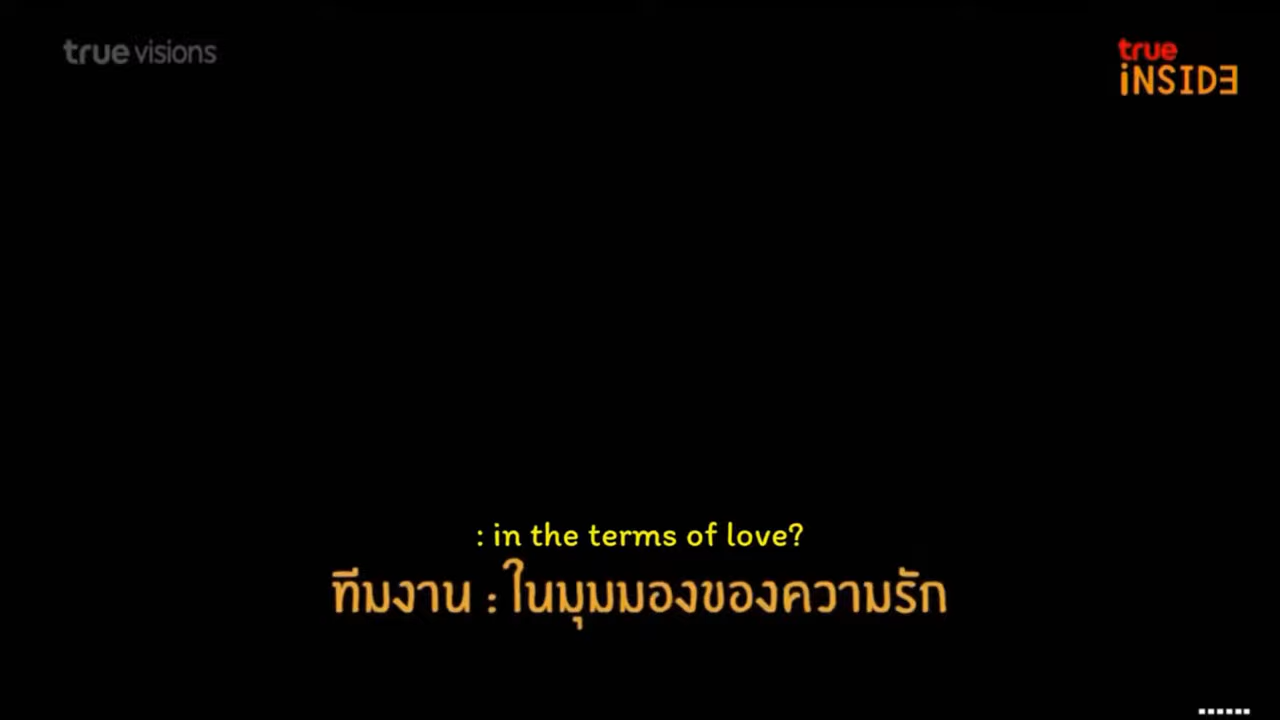 true visions
true
iNSIDE
: in the terms of love?
ทีมงาน : ในมุมมองของความรัก